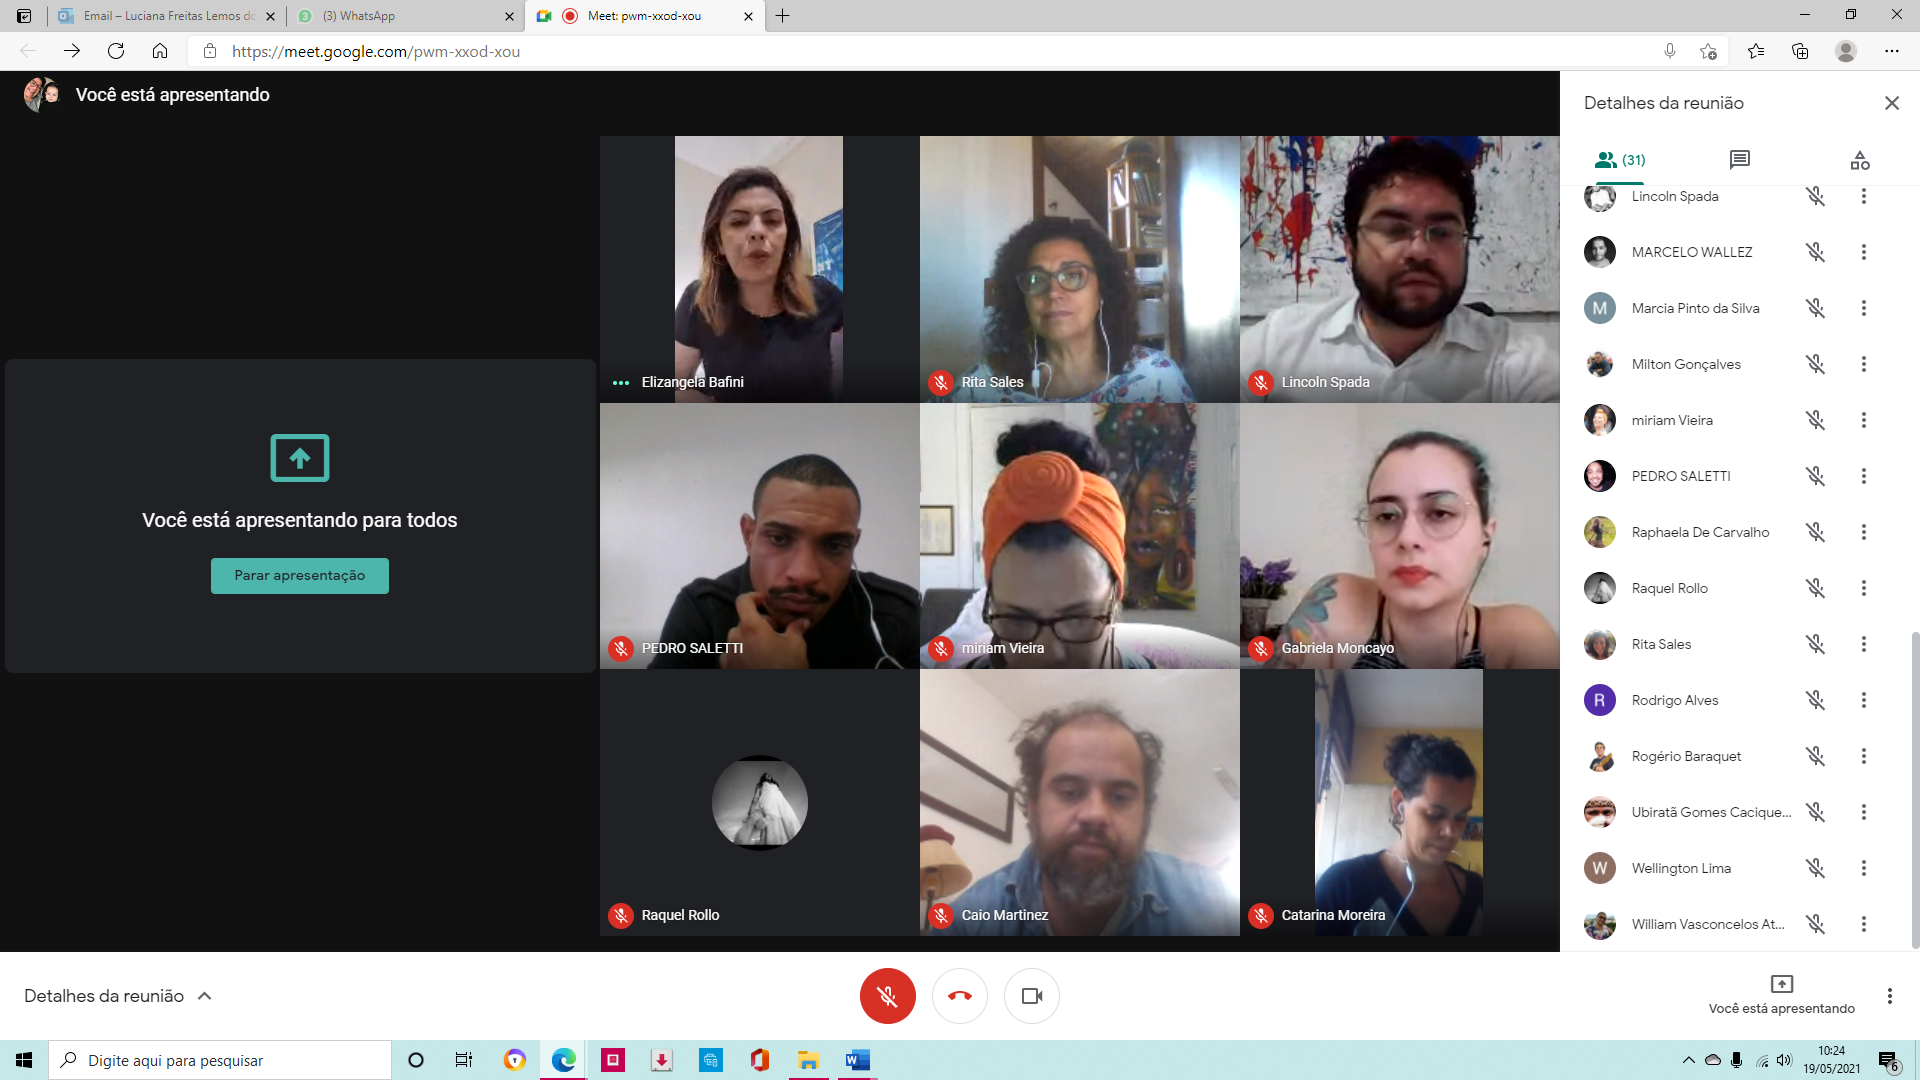 Email – Luciana Freitas Lemos do
(3) WhatsApp
Meet: pwm-xxod-xou
https://meet.google.com/pwm-xxod-xou
Você está apresentando
Detalhes da reunião
(31)
Você está apresentando para todos
Parar apresentação
Elizangela Bafini
Rita Sales
Lincoln Spada
PEDRO SALETTI
miriam Vieira
Gabriela Moncayo
Raquel Rollo
Caio Martinez
Catarina Moreira
Lincoln Spada
MARCELO WALLEZ
M
Marcia Pinto da Silva
Milton Gonçalves
miriam Vieira
PEDRO SALETTI
Raphaela De Carvalho
Raquel Rollo
Rita Sales
R
Rodrigo Alves
Rogério Baraquet
Ubiratã Gomes Cacique...
W
Wellington Lima
William Vasconcelos At...
Detalhes da reunião
Você está apresentando
Digite aqui para pesquisar
10:24
19/05/2021
6